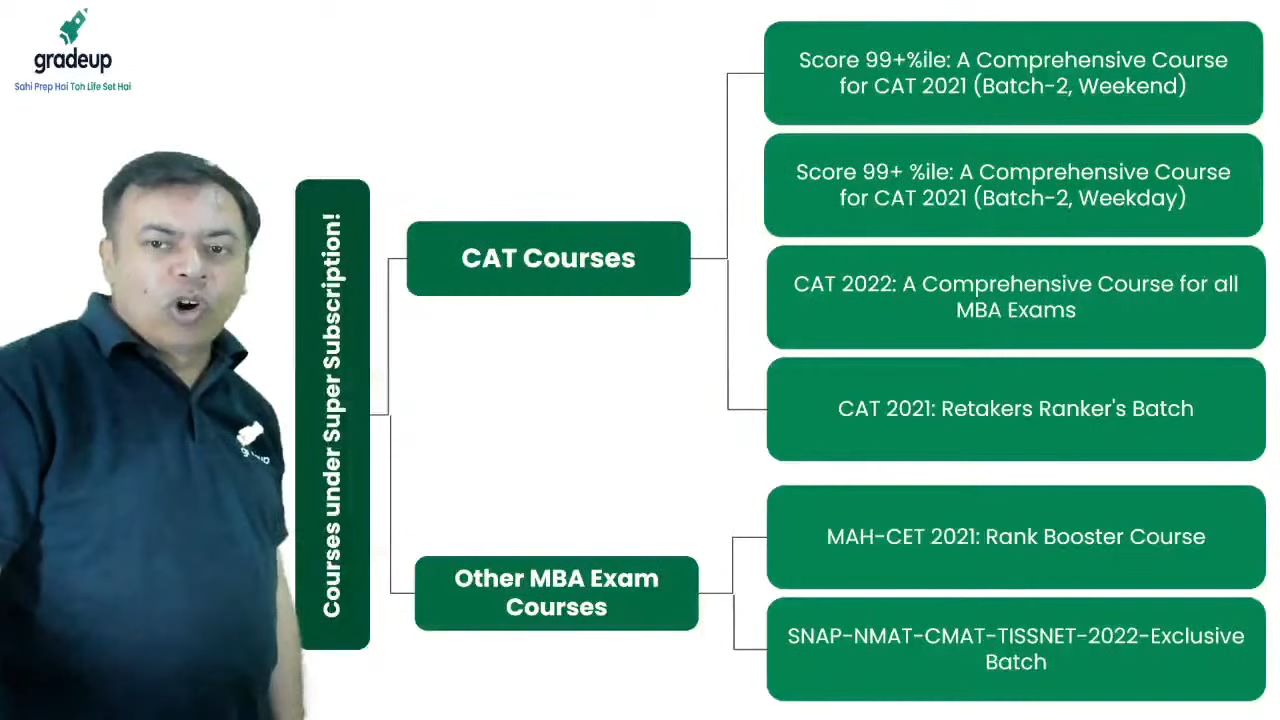 gradeup
Sahi Prep Hai Toh Life Set Hai
Courses under Super Subscription!
CAT Courses
Score 99+%ile: A Comprehensive Course
for CAT 2021 (Batch-2, Weekend)
Score 99+ %ile: A Comprehensive Course
for CAT 2021 (Batch-2, Weekday)
CAT 2022: A Comprehensive Course for all
MBA Exams
CAT 2021: Retakers Ranker's Batch
Other MBA Exam
Courses
MAH-CET 2021: Rank Booster Course
SNAP-NMAT-CMAT-TISSNET-2022-Exclusive
Batch